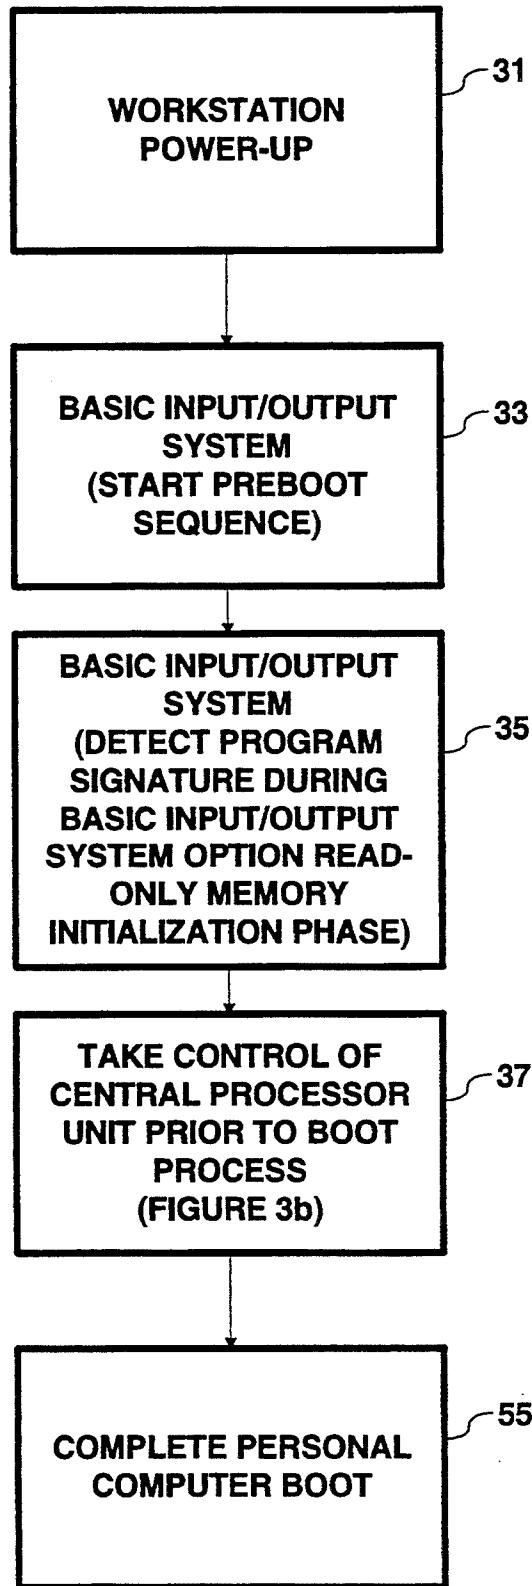 31
WORKSTATION
POWER-UP
33
BASIC INPUT/OUTPUT
SYSTEM
(START PREBOOT
SEQUENCE)
35
BASIC INPUT/OUTPUT
SYSTEM
(DETECT PROGRAM
SIGNATURE DURING
BASIC INPUT/OUTPUT
SYSTEM OPTION READ-
ONLY MEMORY
INITIALIZATION PHASE)
37
TAKE CONTROL OF
CENTRAL PROCESSOR
UNIT PRIOR TO BOOT
PROCESS
(FIGURE 3b)
55
COMPLETE PERSONAL
COMPUTER BOOT